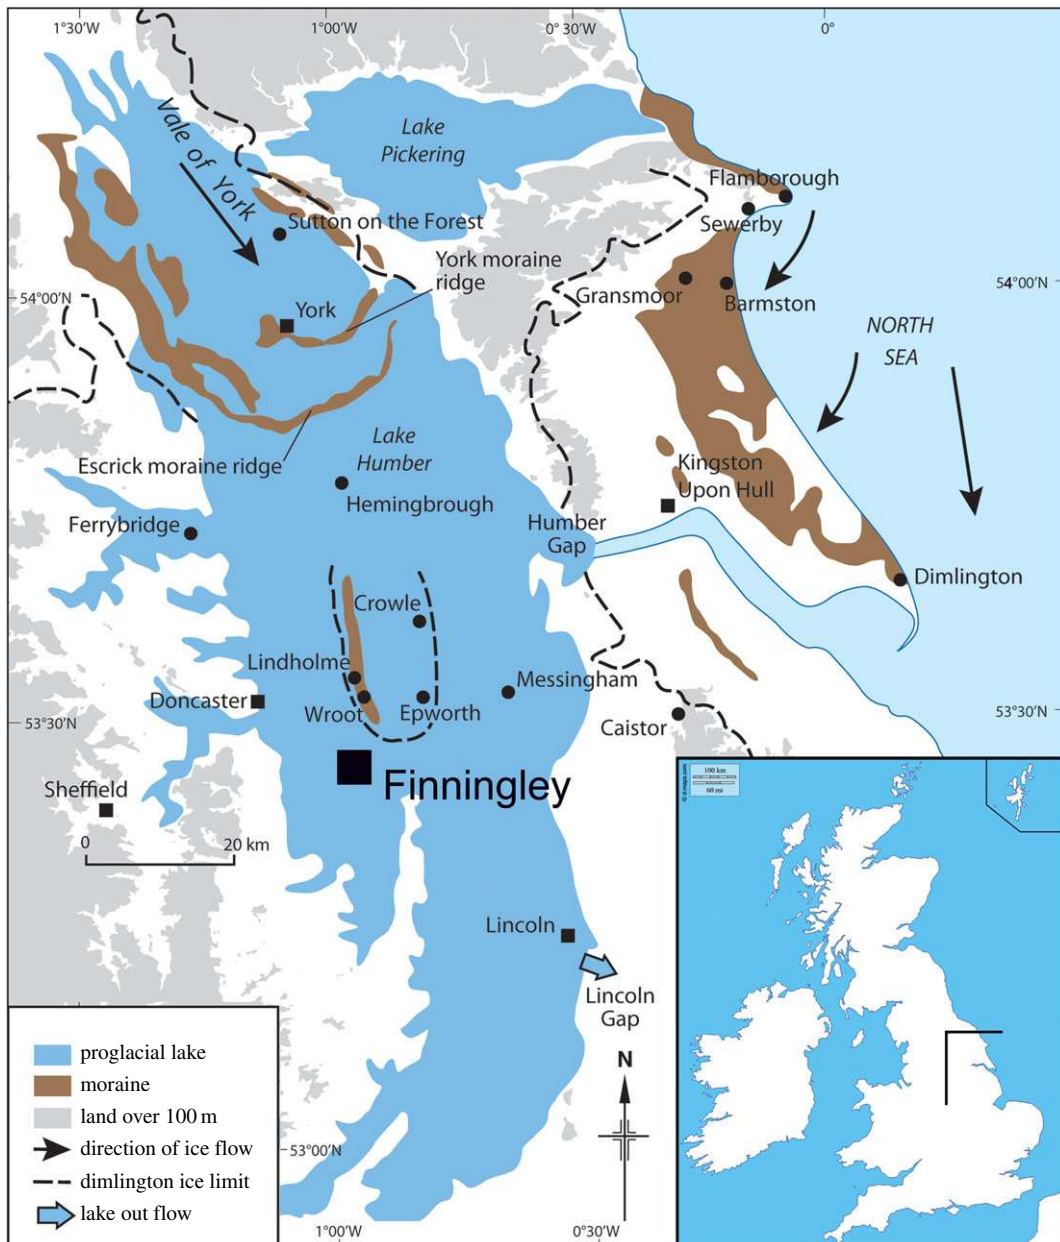 1°30′W
1°00′W
0° 30′W
0°
Vale of York
Lake
Pickering
Flamborough
Sewerby
Sutton on the Forest
York moraine
ridge
54°00′N
54°00′N
Gransmoor
Barmston
York
NORTH
SEA
Lake
Humber
Escrick moraine ridge
Kingston
Upon Hull
Hemingbrough
Ferrybridge
Humber
Gap
Dimlington
Crowle
Lindholme
Messingham
Doncaster
Wroot
Epworth
53°30′N
53°30′N
Caistor
Finningley
Sheffield
0
20 km
100 km
60 mi
Lincoln
Lincoln
Gap
N
proglacial lake
moraine
land over 100 m
direction of ice flow
dimlington ice limit
lake out flow
53°00′N
1°00′W
0°30′W